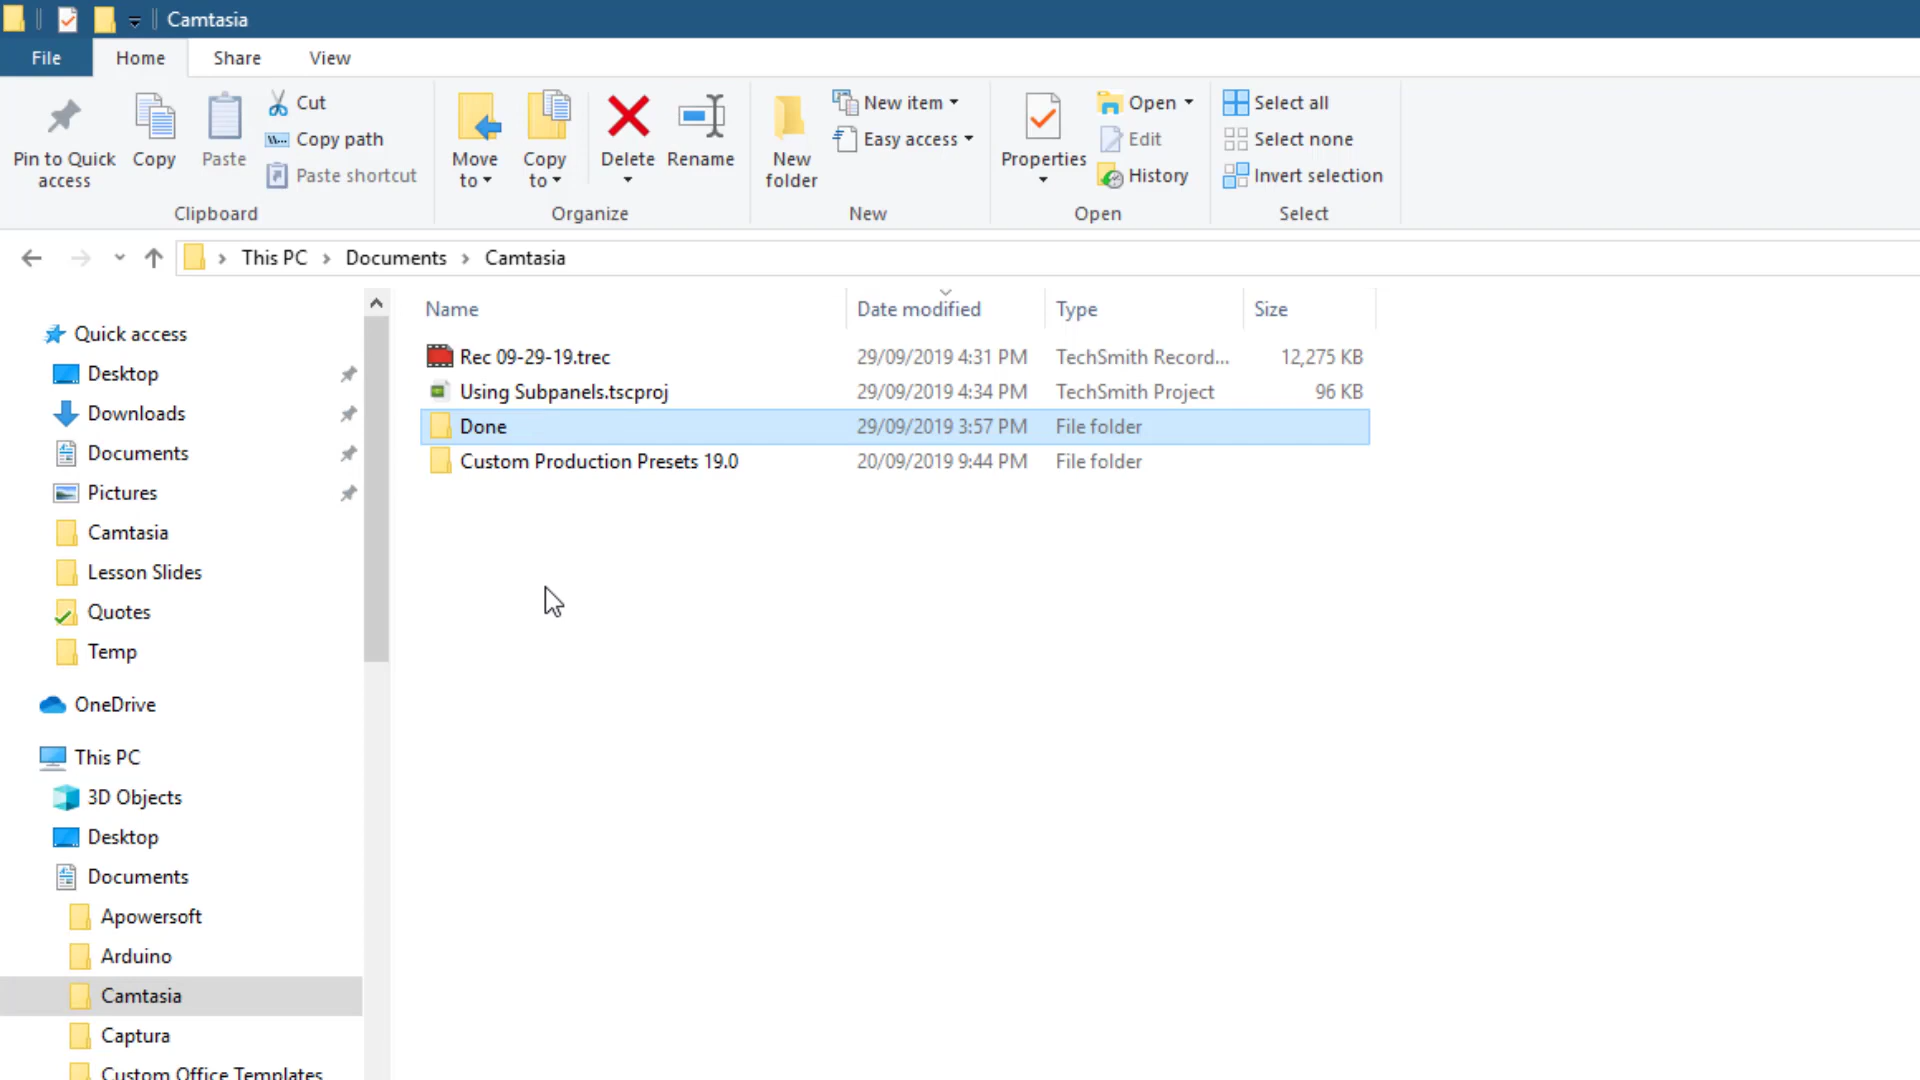 Camtasia
File Home Share View
Pin to Quick access
Copy
Paste
Cut
Copy path
Paste shortcut
Clipboard
Move to
Copy to
Delete
Rename
Organize
New folder
New item
Easy access
New
Properties
Open
Edit
History
Open
Select all
Select none
Invert selection
Select
This PC > Documents > Camtasia
Name Date modified Type Size
Rec 09-29-19.trec 29/09/2019 4:31 PM TechSmith Record... 12,275 KB
Using Subpanels.tscproj 29/09/2019 4:34 PM TechSmith Project 96 KB
Done 29/09/2019 3:57 PM File folder
Custom Production Presets 19.0 20/09/2019 9:44 PM File folder
Quick access
Desktop
Downloads
Documents
Pictures
Camtasia
Lesson Slides
Quotes
Temp
OneDrive
This PC
3D Objects
Desktop
Documents
Apowersoft
Arduino
Camtasia
Captura
Custom Office Templates